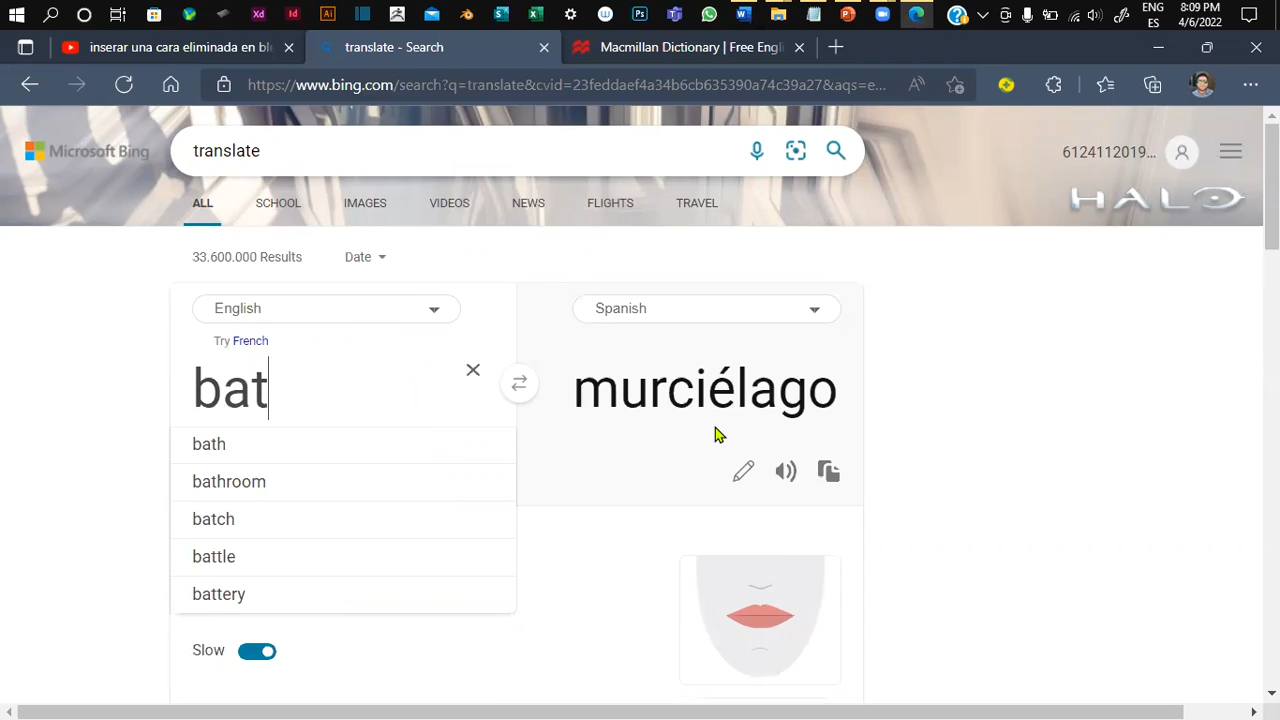 ENG
8:09 PM
ES
4/6/2022
inserar una cara eliminada en ble
translate - Search
Macmillan Dictionary | Free Engli
https://www.bing.com/search?q=translate&cvid=23feddaef4a34b6cb635390a74c39a27&aqs=e...
Microsoft Bing
translate
6124112019...
HALO
ALL
SCHOOL
IMAGES
VIDEOS
NEWS
FLIGHTS
TRAVEL
33.600.000 Results
Date
English
Spanish
Try French
bat
murciélago
bath
bathroom
batch
battle
battery
Slow